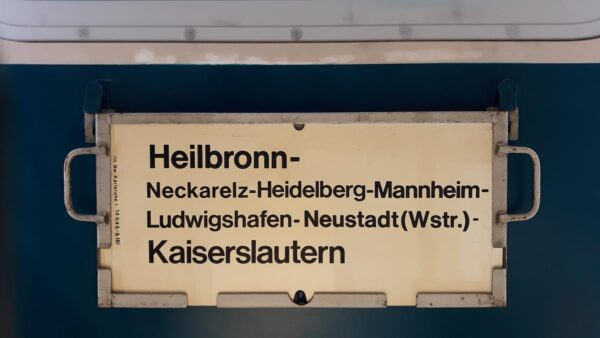 Heilbronn-
Neckarelz-Heidelberg-Mannheim-
Ludwigshafen- Neustadt(Wstr.)-
Kaiserslautern